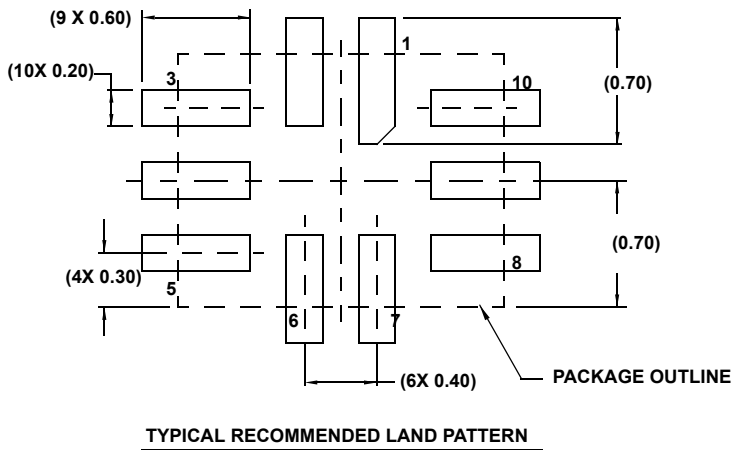 (9 X 0.60)
1
(10X 0.20)
3
10
(0.70)
(0.70)
(4X 0.30)
5
8
6
7
(6X 0.40)
PACKAGE OUTLINE
TYPICAL RECOMMENDED LAND PATTERN